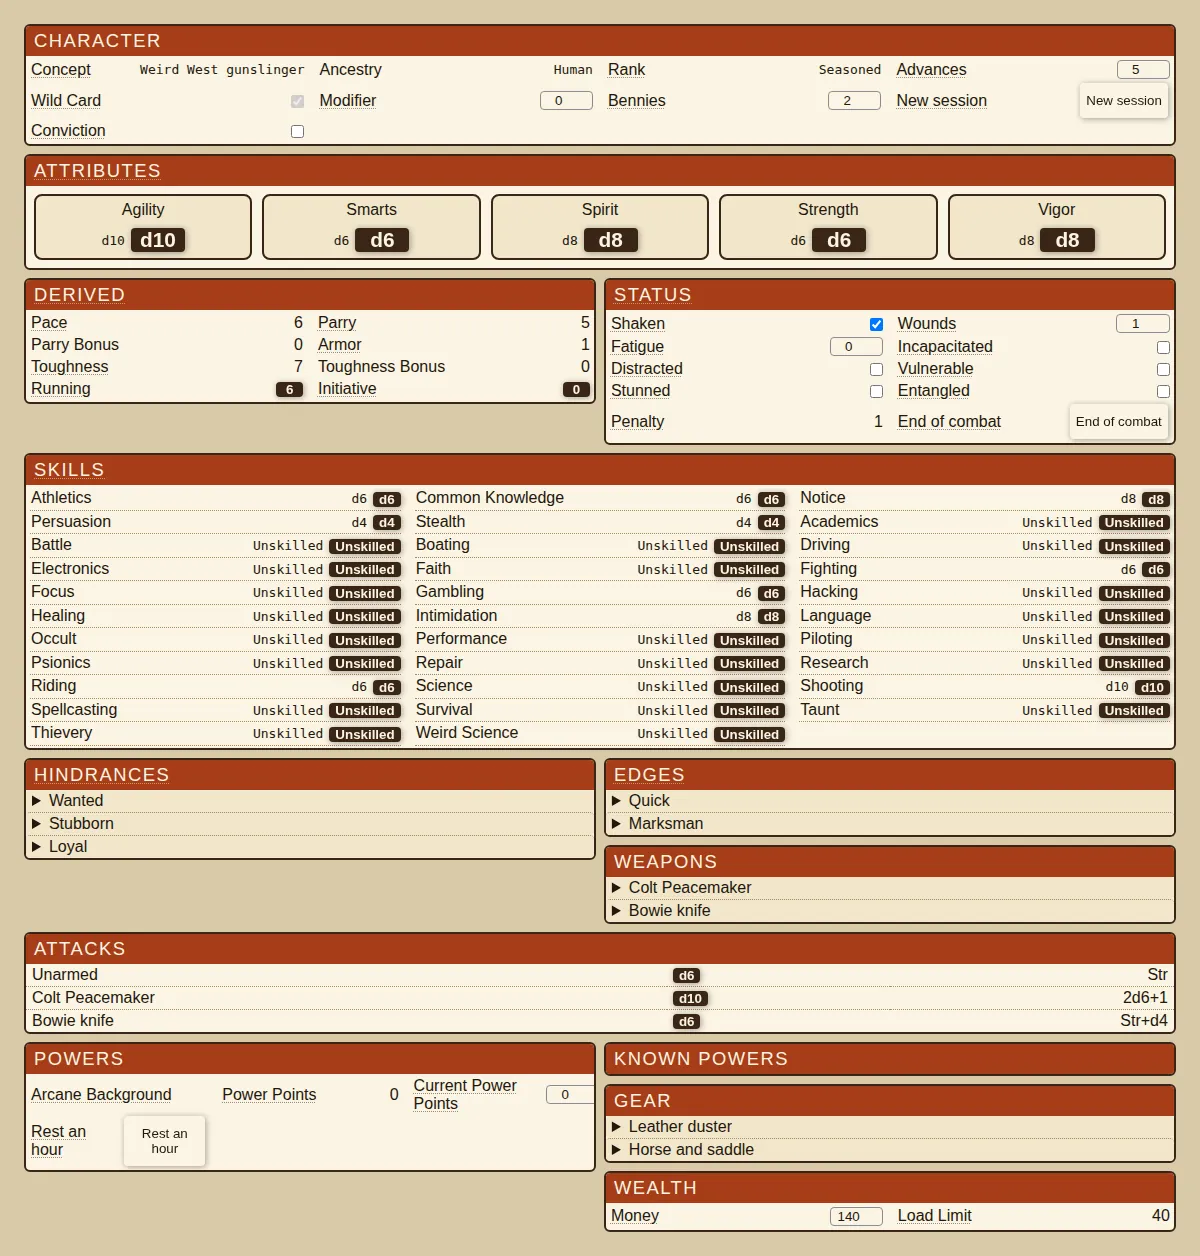 CHARACTER
Concept Weird West gunslinger Ancestry Human Rank Seasoned Advances 5
Wild Card Modifier 0 Bennies 2 New session New session
Conviction
ATTRIBUTES
Agility Smarts Spirit Strength Vigor
d10 d10 d6 d6 d8 d8 d6 d6 d8 d8
DERIVED
Pace 6 Parry 5
Parry Bonus 0 Armor 1
Toughness 7 Toughness Bonus 0
Running 6 Initiative 0
STATUS
Shaken Wounds 1
Fatigue 0 Incapacitated
Distracted Vulnerable
Stunned Entangled
Penalty 1 End of combat End of combat
SKILLS
Athletics d6 d6 Common Knowledge d6 d6 Notice d8 d8
Persuasion d4 d4 Stealth d4 d4 Academics Unskilled Unskilled
Battle Unskilled Unskilled Boating Unskilled Unskilled Driving Unskilled Unskilled
Electronics Unskilled Unskilled Faith Unskilled Unskilled Fighting d6 d6
Focus Unskilled Unskilled Gambling d6 d6 Hacking Unskilled Unskilled
Healing Unskilled Unskilled Intimidation d8 d8 Language Unskilled Unskilled
Occult Unskilled Unskilled Performance Unskilled Unskilled Piloting Unskilled Unskilled
Psionics Unskilled Unskilled Repair Unskilled Unskilled Research Unskilled Unskilled
Riding d6 d6 Science Unskilled Unskilled Shooting d10 d10
Spellcasting Unskilled Unskilled Survival Unskilled Unskilled Taunt Unskilled Unskilled
Thievery Unskilled Unskilled Weird Science Unskilled Unskilled
HINDRANCES
Wanted
Stubborn
Loyal
EDGES
Quick
Marksman
WEAPONS
Colt Peacemaker
Bowie knife
ATTACKS
Unarmed d6 Str
Colt Peacemaker d10 2d6+1
Bowie knife d6 Str+d4
POWERS
Arcane Background Power Points 0 Current Power Points 0
Rest an hour Rest an hour
KNOWN POWERS
GEAR
Leather duster
Horse and saddle
WEALTH
Money 140 Load Limit 40